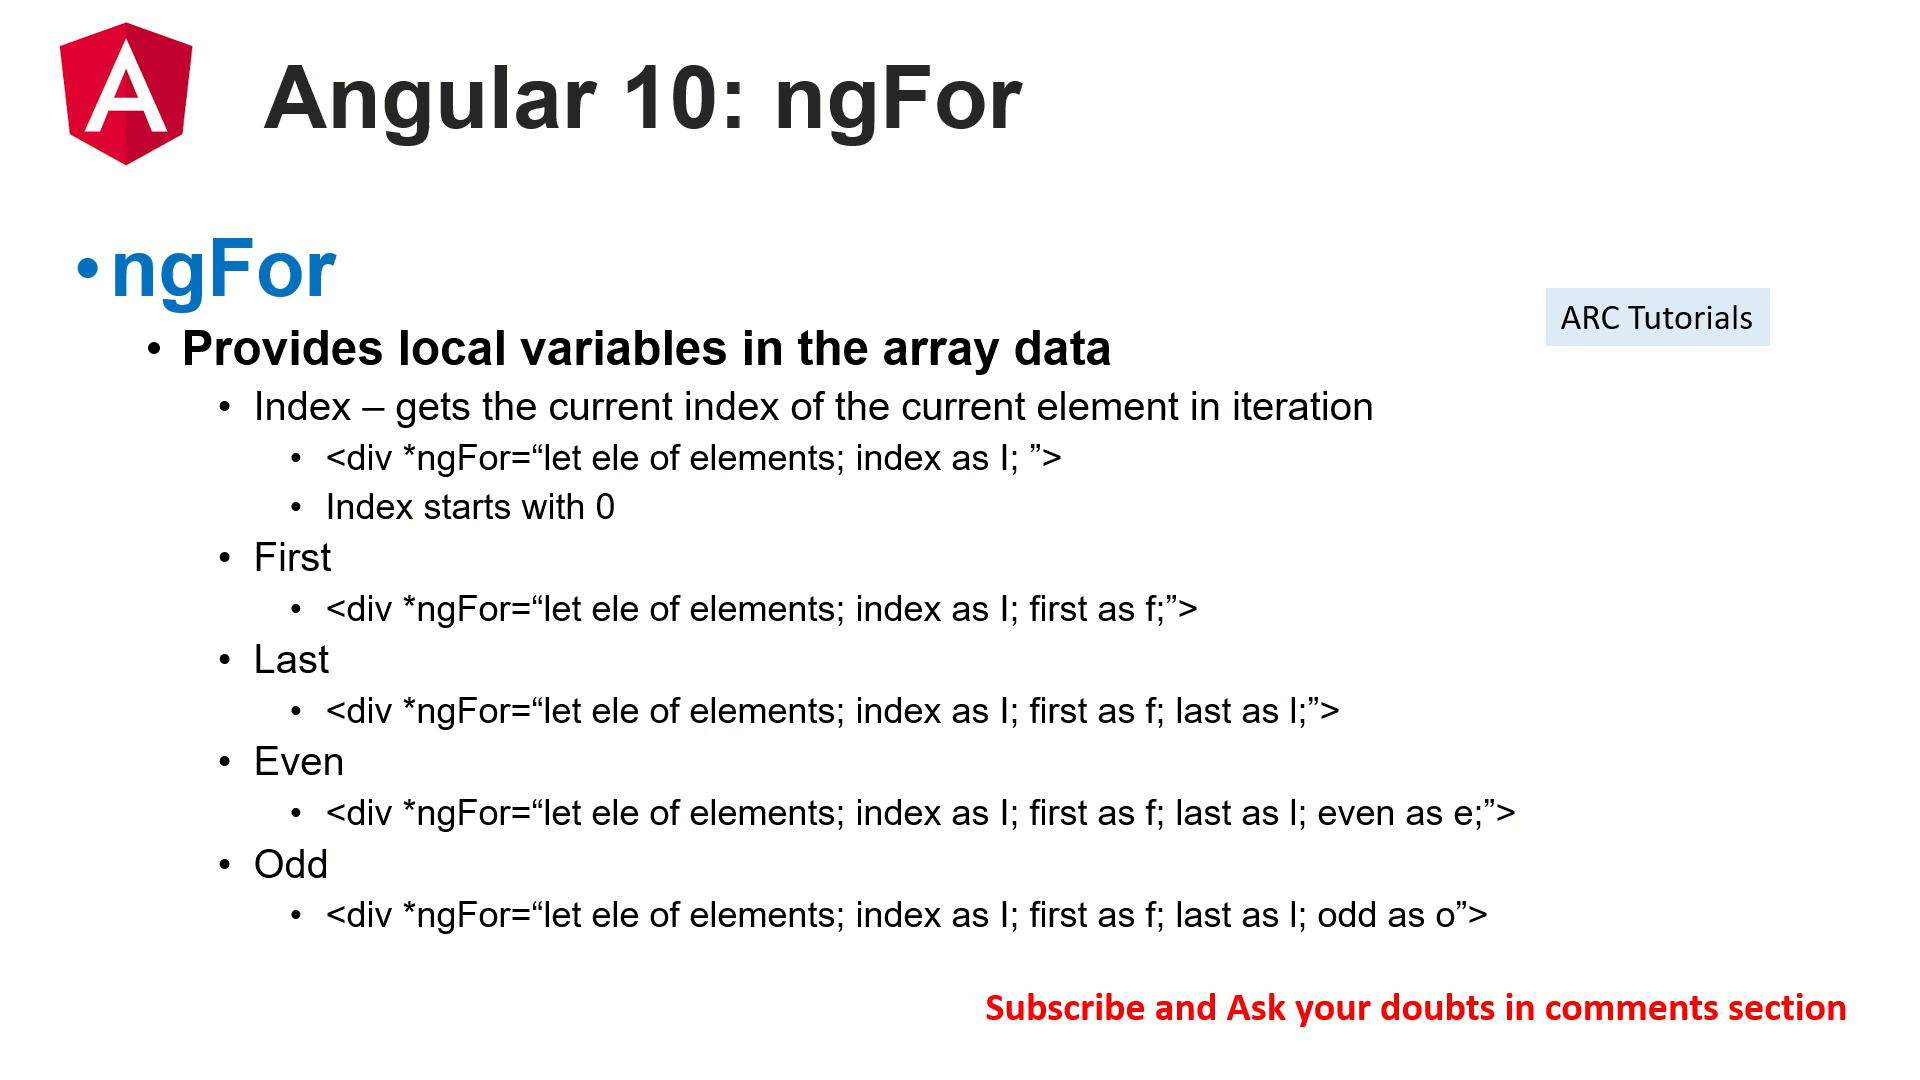 A
Angular 10: ngFor
• ngFor
ARC Tutorials
• Provides local variables in the array data
• Index – gets the current index of the current element in iteration
• <div *ngFor=“let ele of elements; index as I; ”>
• Index starts with 0
• First
• <div *ngFor=“let ele of elements; index as I; first as f;”>
• Last
• <div *ngFor=“let ele of elements; index as I; first as f; last as l;”>
• Even
• <div *ngFor=“let ele of elements; index as I; first as f; last as l; even as e;”>
• Odd
• <div *ngFor=“let ele of elements; index as I; first as f; last as l; odd as o”>
Subscribe and Ask your doubts in comments section